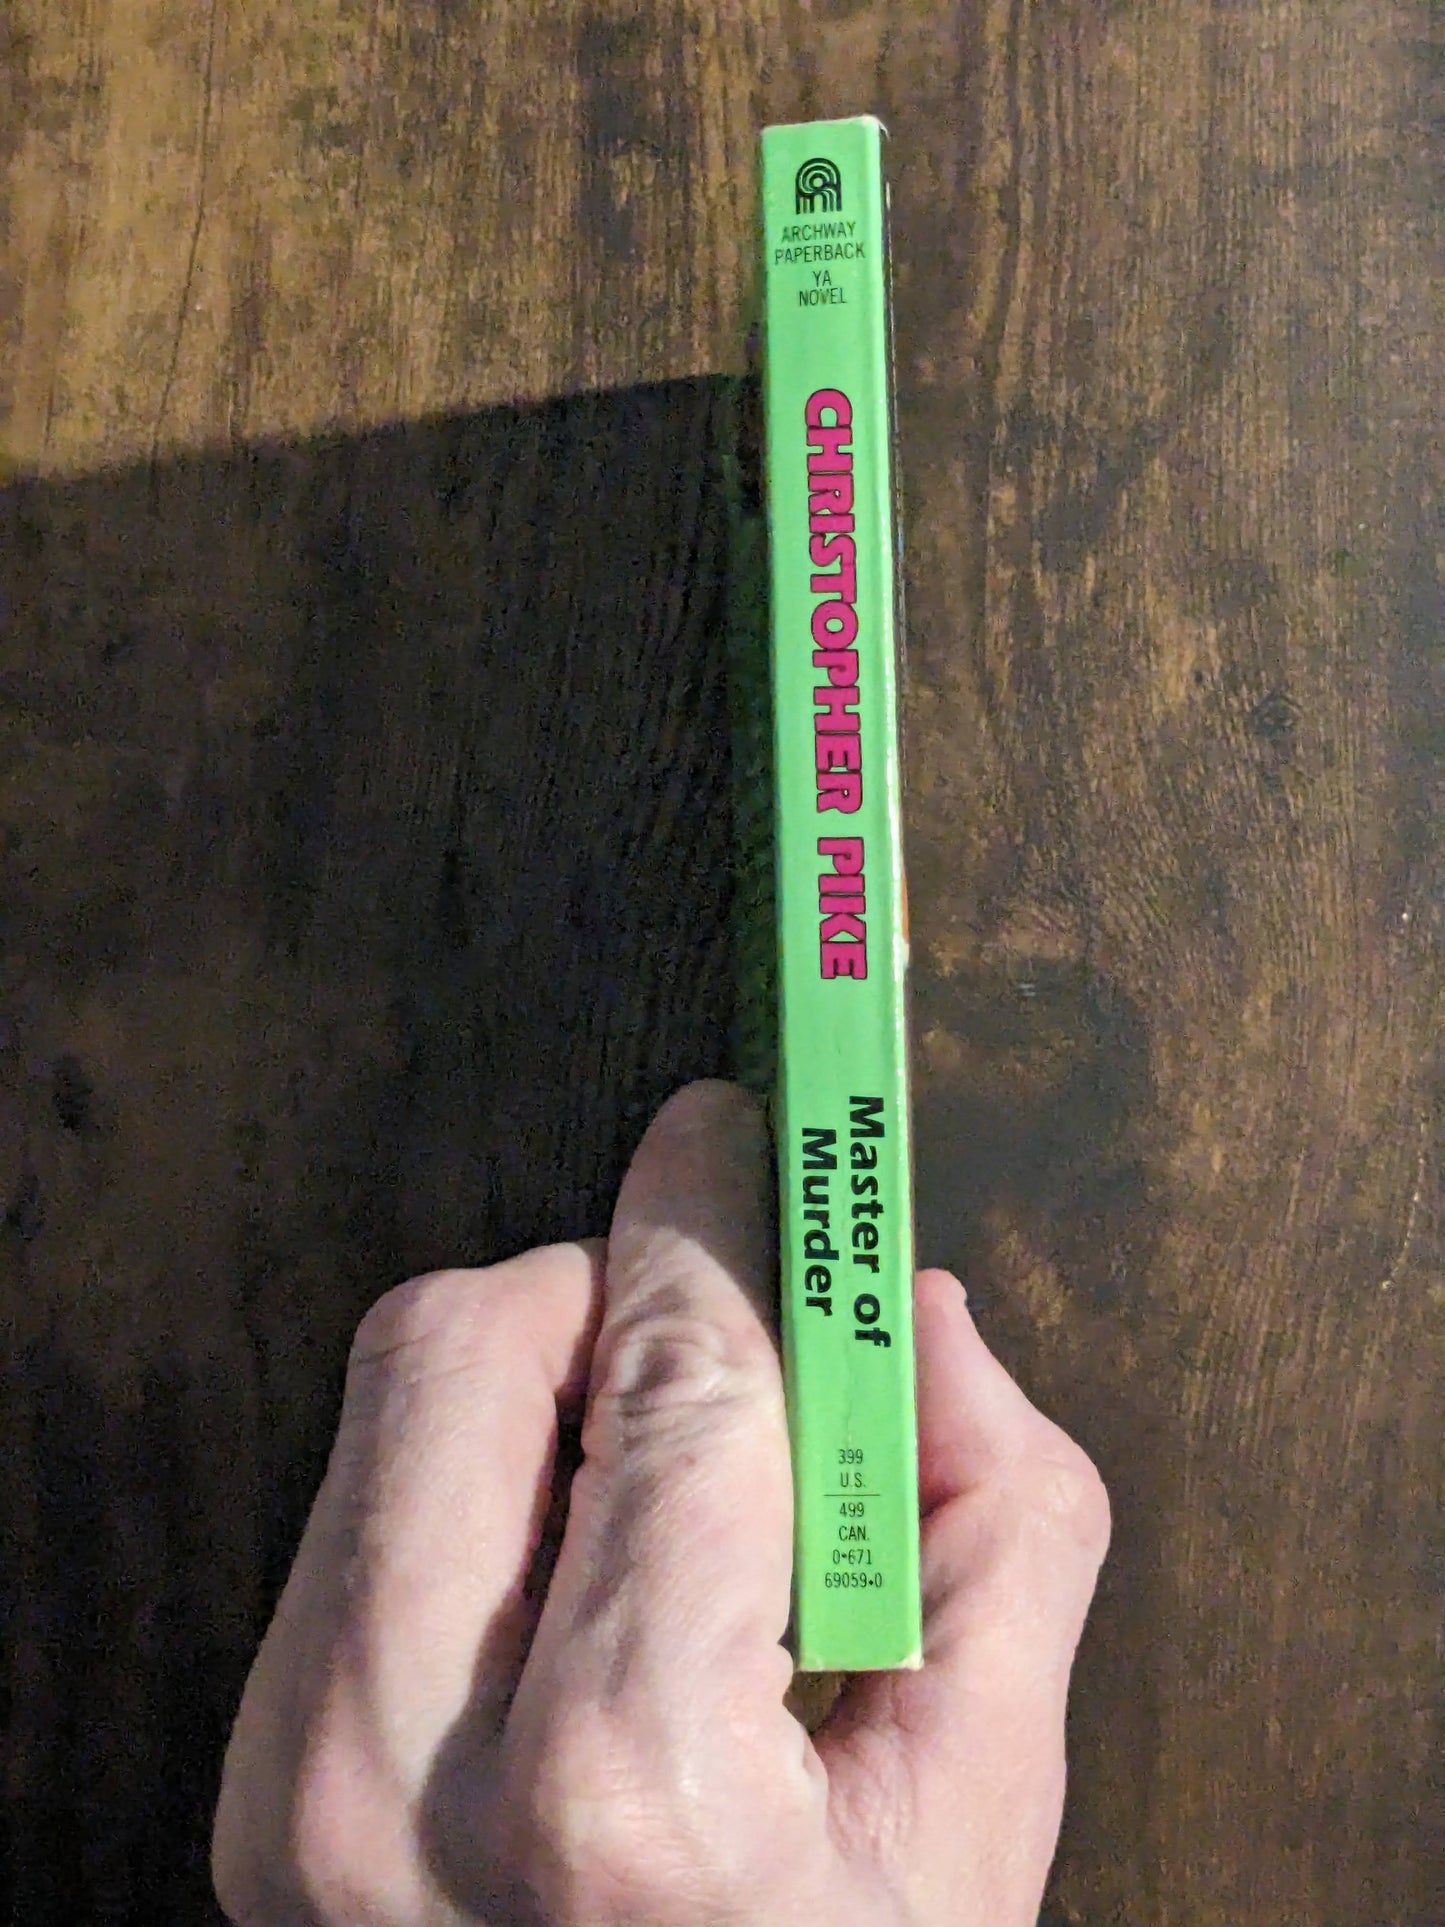 ARCHWAY
PAPERBACK
YA
NOVEL
CHRISTOPHER PIKE
Master of
Murder
399
U.S.
499
CAN.
0•671
69059•0